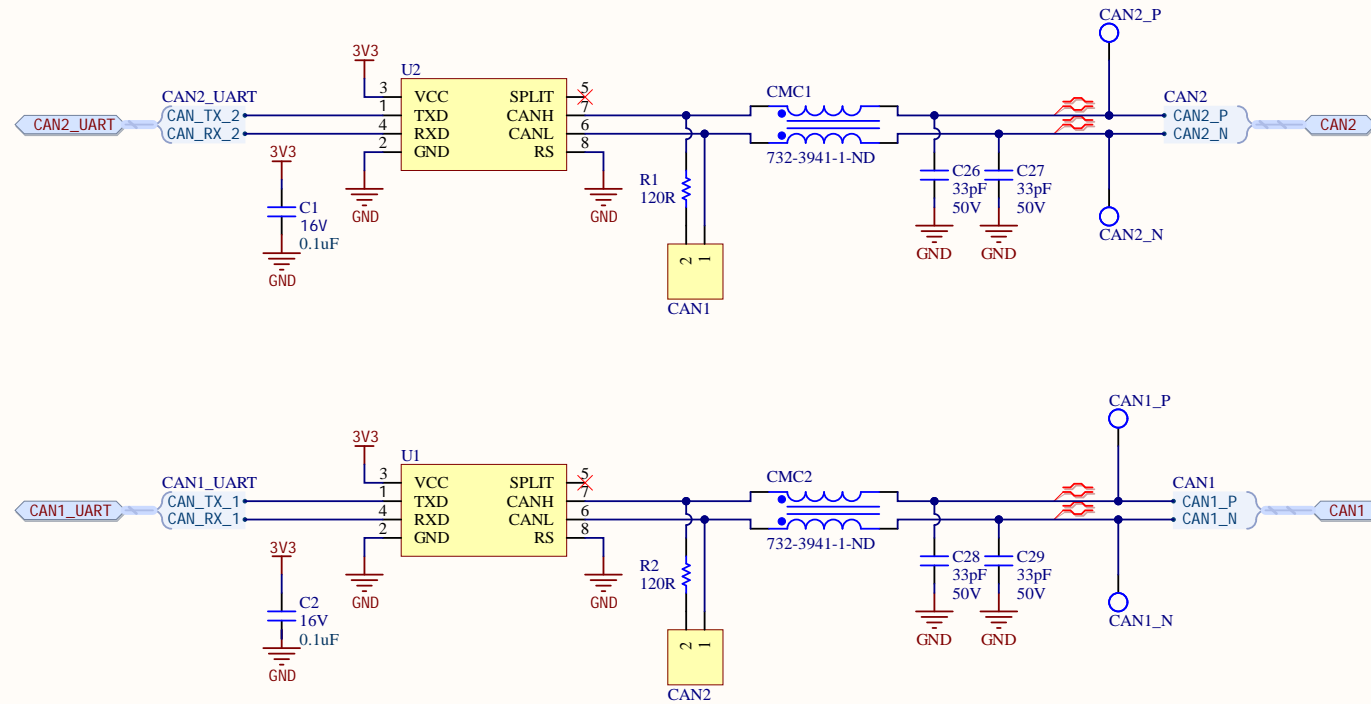 CAN2_P
3V3
U2
CAN2_UART
CAN2_UART
CAN_TX_2
CAN_RX_2
3 VCC SPLIT 5
1 TXD CANH 7
4 RXD CANL 6
2 GND RS 8
CMC1
732-3941-1-ND
CAN2
CAN2_P
CAN2_N
CAN2
3V3
C1
16V
0.1uF
GND
GND
GND
R1
120R
2 1
CAN1
C26
33pF
50V
GND
C27
33pF
50V
GND
CAN2_N
CAN1_P
3V3
U1
CAN1_UART
CAN1_UART
CAN_TX_1
CAN_RX_1
3 VCC SPLIT 5
1 TXD CANH 7
4 RXD CANL 6
2 GND RS 8
CMC2
732-3941-1-ND
CAN1
CAN1_P
CAN1_N
CAN1
3V3
C2
16V
0.1uF
GND
GND
GND
R2
120R
2 1
CAN2
C28
33pF
50V
GND
C29
33pF
50V
GND
CAN1_N